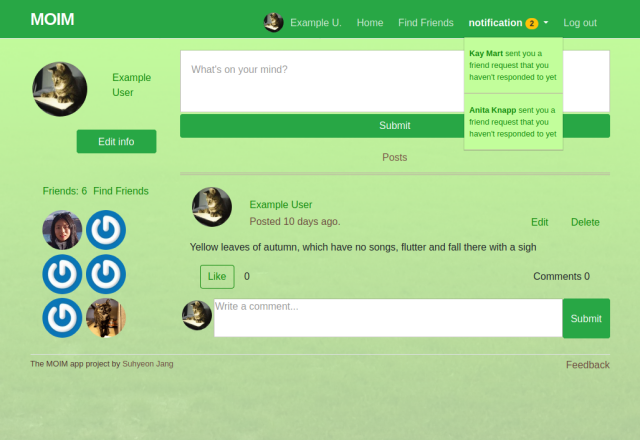 MOIM
Example U.
Home
Find Friends
notification 2
Log out
Kay Mart sent you a
friend request that you
haven't responded to yet
Anita Knapp sent you a
friend request that you
haven't responded to yet
Example
User
Edit info
Friends: 6 Find Friends
What's on your mind?
Submit
Posts
Example User
Posted 10 days ago.
Edit Delete
Yellow leaves of autumn, which have no songs, flutter and fall there with a sigh
Like 0
Comments 0
Write a comment...
Submit
The MOIM app project by Suhyeon Jang
Feedback